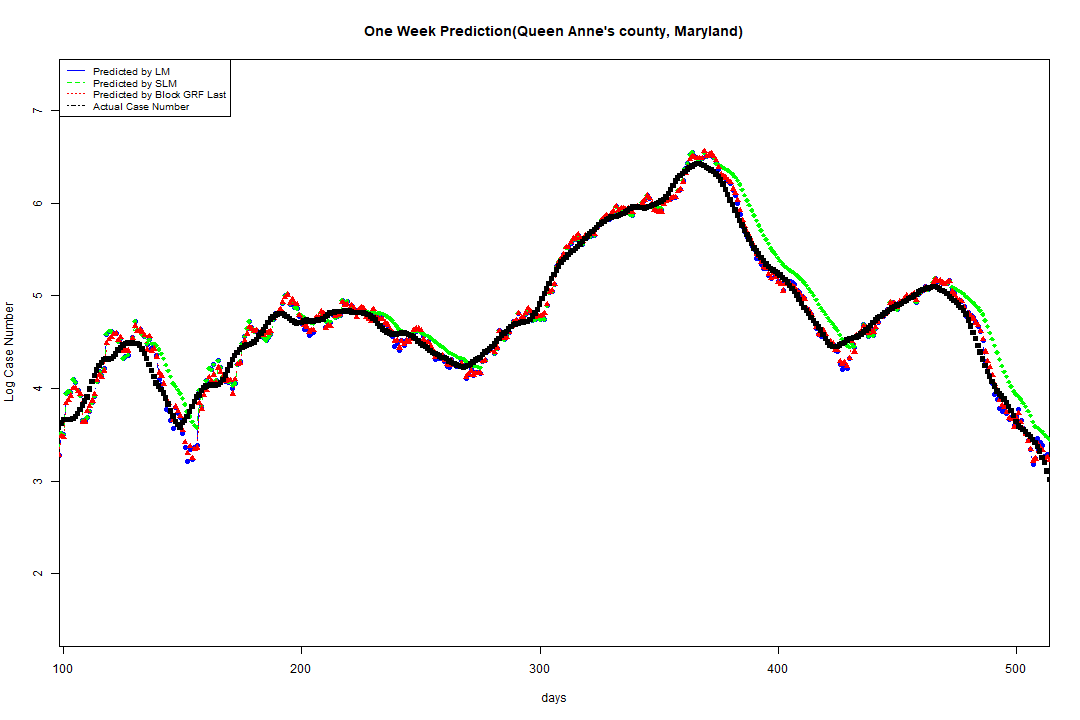 One Week Prediction(Queen Anne's county, Maryland)
Predicted by LM
Predicted by SLM
Predicted by Block GRF Last
Actual Case Number
7
6
5
4
3
2
Log Case Number
100 200 300 400 500
days